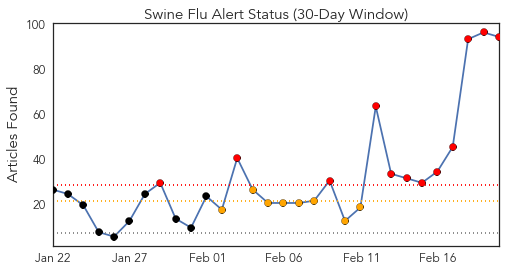 Swine Flu Alert Status (30-Day Window)
Articles Found
100
80
60
40
20
Jan 22 Jan 27 Feb 01 Feb 06 Feb 11 Feb 16